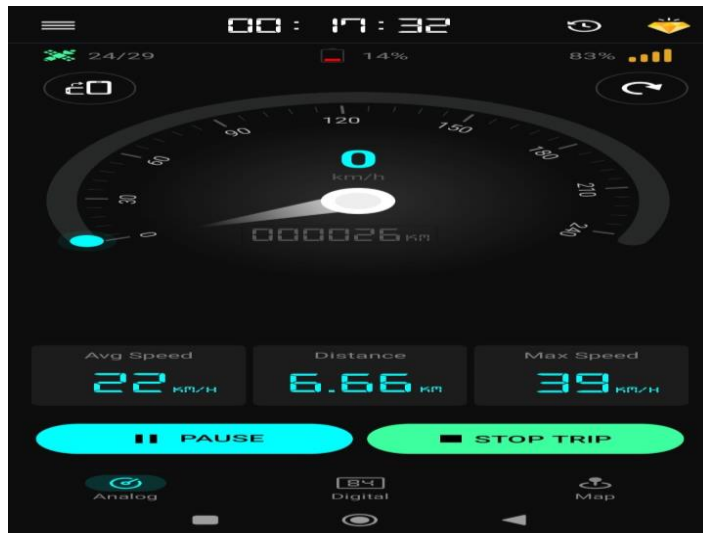 00:17:32
24/29 14% 83%
0 30 60 90 120 150 180 210 240
0
km/h
000026 KM
Avg Speed Distance Max Speed
22 KM/H 6.66 KM 39 KM/H
PAUSE STOP TRIP
84
Analog Digital Map